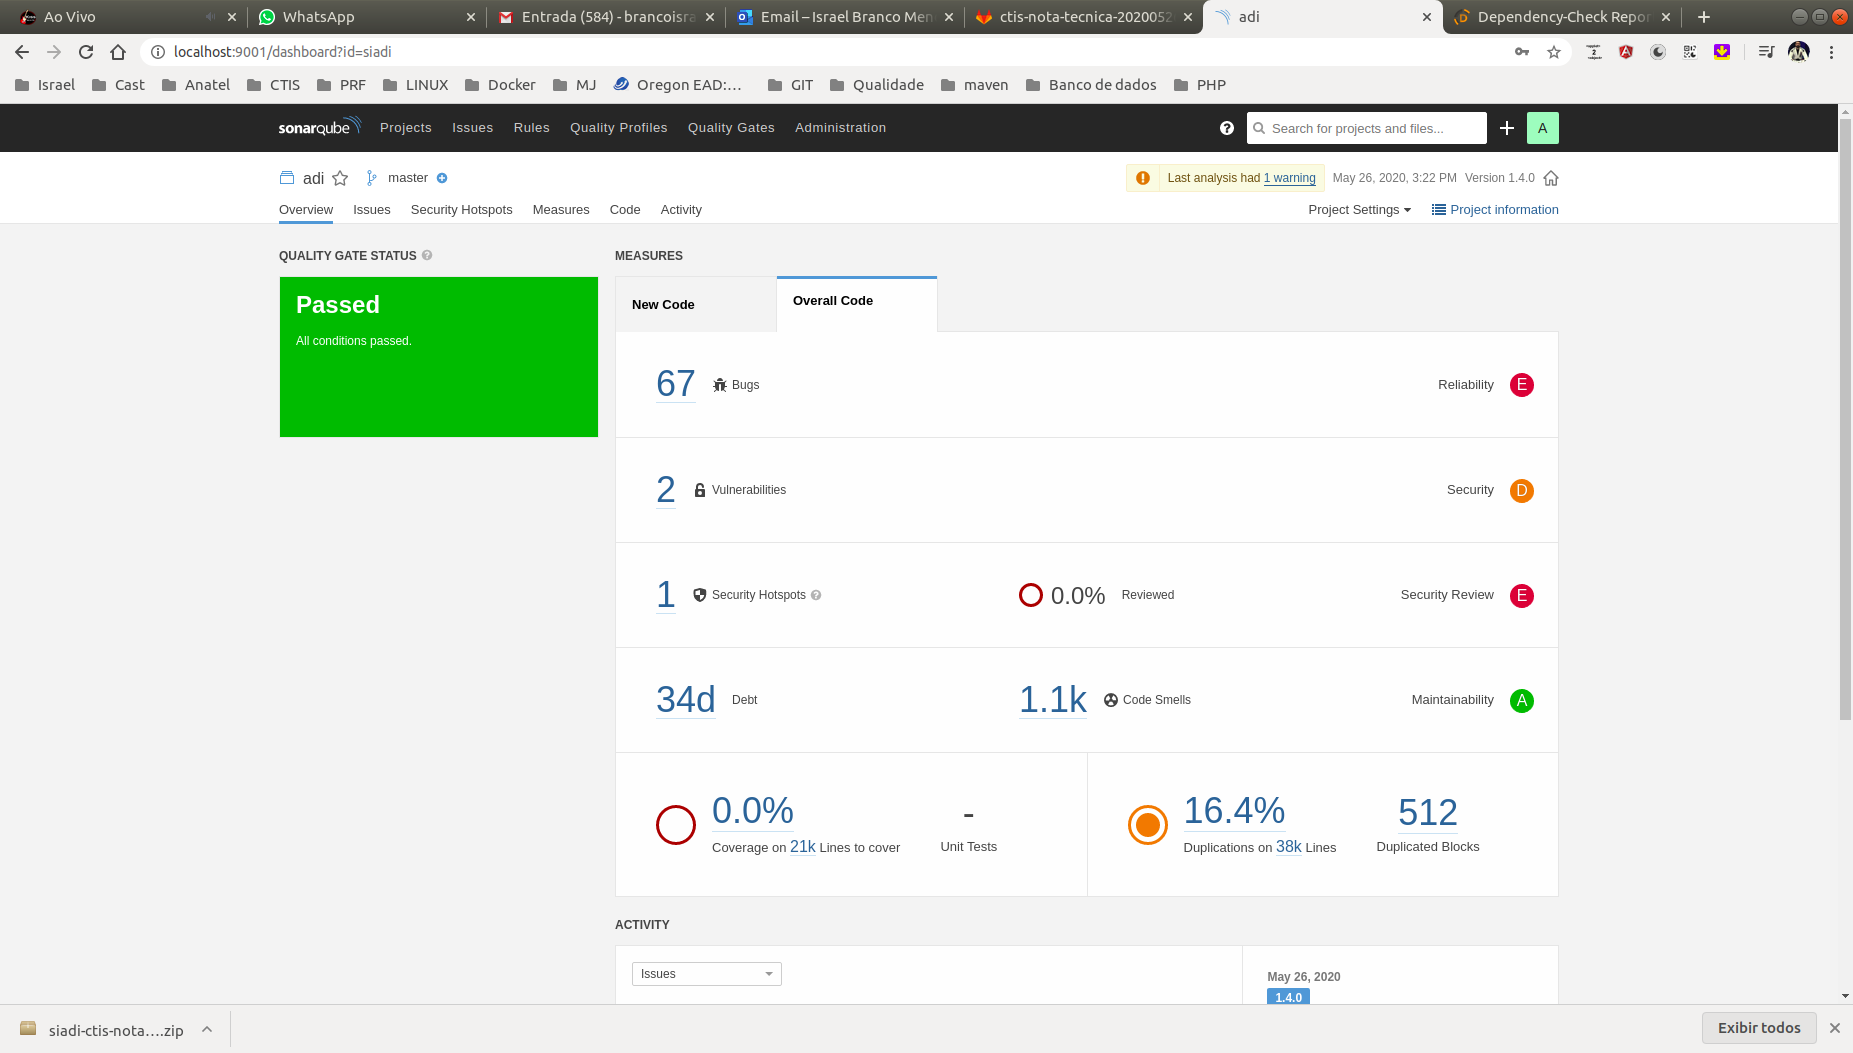 Ao Vivo
WhatsApp
Entrada (584) - brancoisra
Email – Israel Branco Men
ctis-nota-tecnica-2020052
adi
Dependency-Check Repor
localhost:9001/dashboard?id=siadi
Israel
Cast
Anatel
CTIS
PRF
LINUX
Docker
MJ
Oregon EAD:...
GIT
Qualidade
maven
Banco de dados
PHP
sonarqube
Projects
Issues
Rules
Quality Profiles
Quality Gates
Administration
Search for projects and files...
A
adi
master
Last analysis had 1 warning
May 26, 2020, 3:22 PM
Version 1.4.0
Overview
Issues
Security Hotspots
Measures
Code
Activity
Project Settings
Project information
QUALITY GATE STATUS
Passed
All conditions passed.
MEASURES
New Code
Overall Code
67 Bugs
Reliability E
2 Vulnerabilities
Security D
1 Security Hotspots
0.0% Reviewed
Security Review E
34d Debt
1.1k Code Smells
Maintainability A
0.0%
Coverage on 21k Lines to cover
-
Unit Tests
16.4%
Duplications on 38k Lines
512
Duplicated Blocks
ACTIVITY
Issues
May 26, 2020
1.4.0
siadi-ctis-nota....zip
Exibir todos